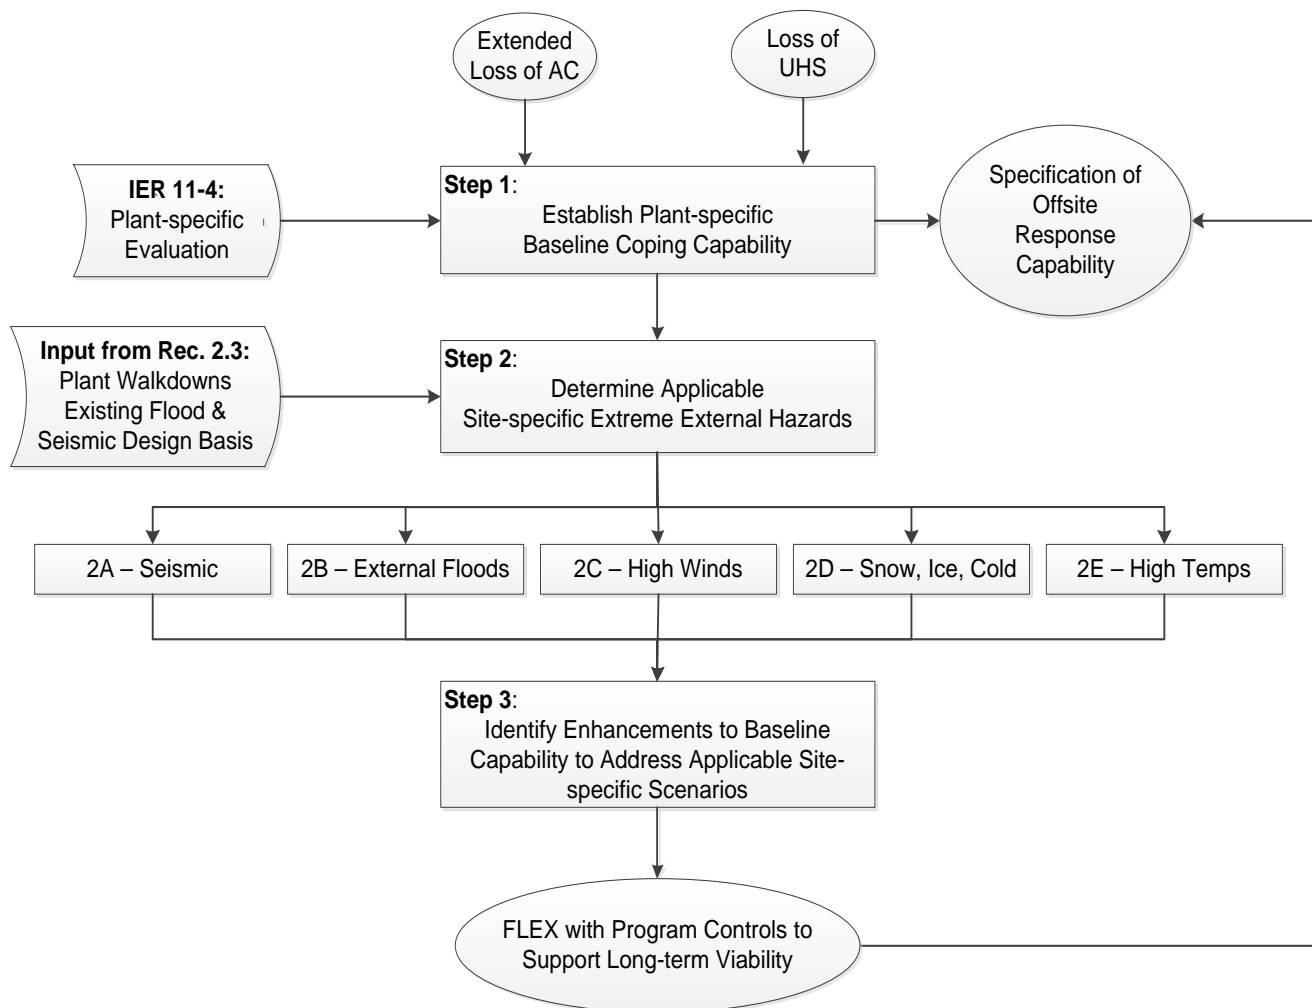 Extended
Loss of AC
Loss of
UHS
IER 11-4:
Plant-specific
Evaluation
Step 1:
Establish Plant-specific
Baseline Coping Capability
Specification of
Offsite
Response
Capability
Input from Rec. 2.3:
Plant Walkdowns
Existing Flood &
Seismic Design Basis
Step 2:
Determine Applicable
Site-specific Extreme External Hazards
2A – Seismic
2B – External Floods
2C – High Winds
2D – Snow, Ice, Cold
2E – High Temps
Step 3:
Identify Enhancements to Baseline
Capability to Address Applicable Site-
specific Scenarios
FLEX with Program Controls to
Support Long-term Viability